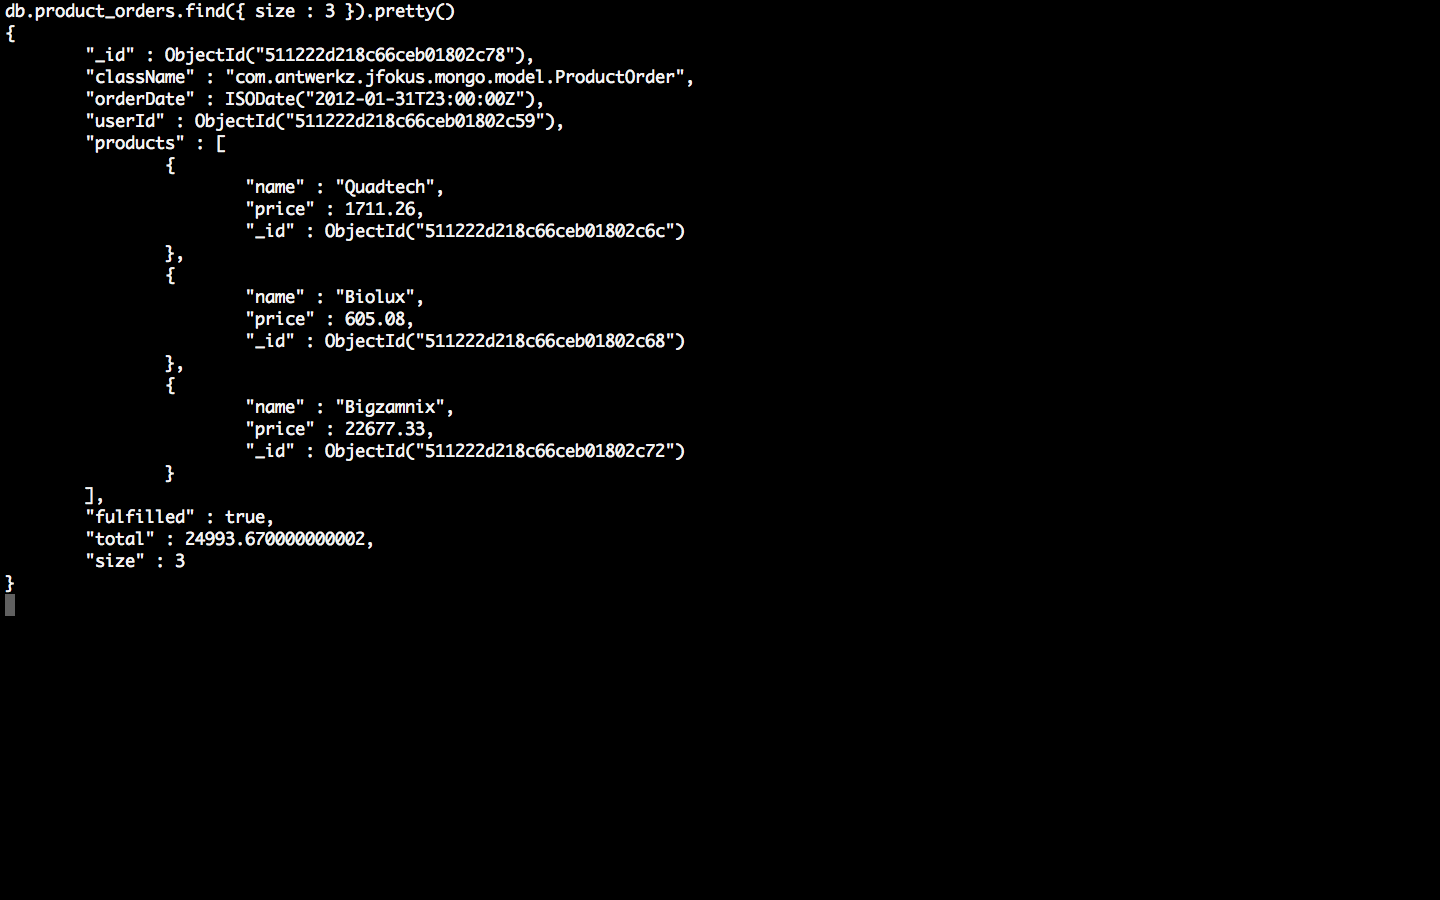 db.product_orders.find({ size : 3 }).pretty()
{
        "_id" : ObjectId("511222d218c66ceb01802c78"),
        "className" : "com.antwerkz.jfokus.mongo.model.ProductOrder",
        "orderDate" : ISODate("2012-01-31T23:00:00Z"),
        "userId" : ObjectId("511222d218c66ceb01802c59"),
        "products" : [
                {
                        "name" : "Quadtech",
                        "price" : 1711.26,
                        "_id" : ObjectId("511222d218c66ceb01802c6c")
                },
                {
                        "name" : "Biolux",
                        "price" : 605.08,
                        "_id" : ObjectId("511222d218c66ceb01802c68")
                },
                {
                        "name" : "Bigzamnix",
                        "price" : 22677.33,
                        "_id" : ObjectId("511222d218c66ceb01802c72")
                }
        ],
        "fulfilled" : true,
        "total" : 24993.670000000002,
        "size" : 3
}